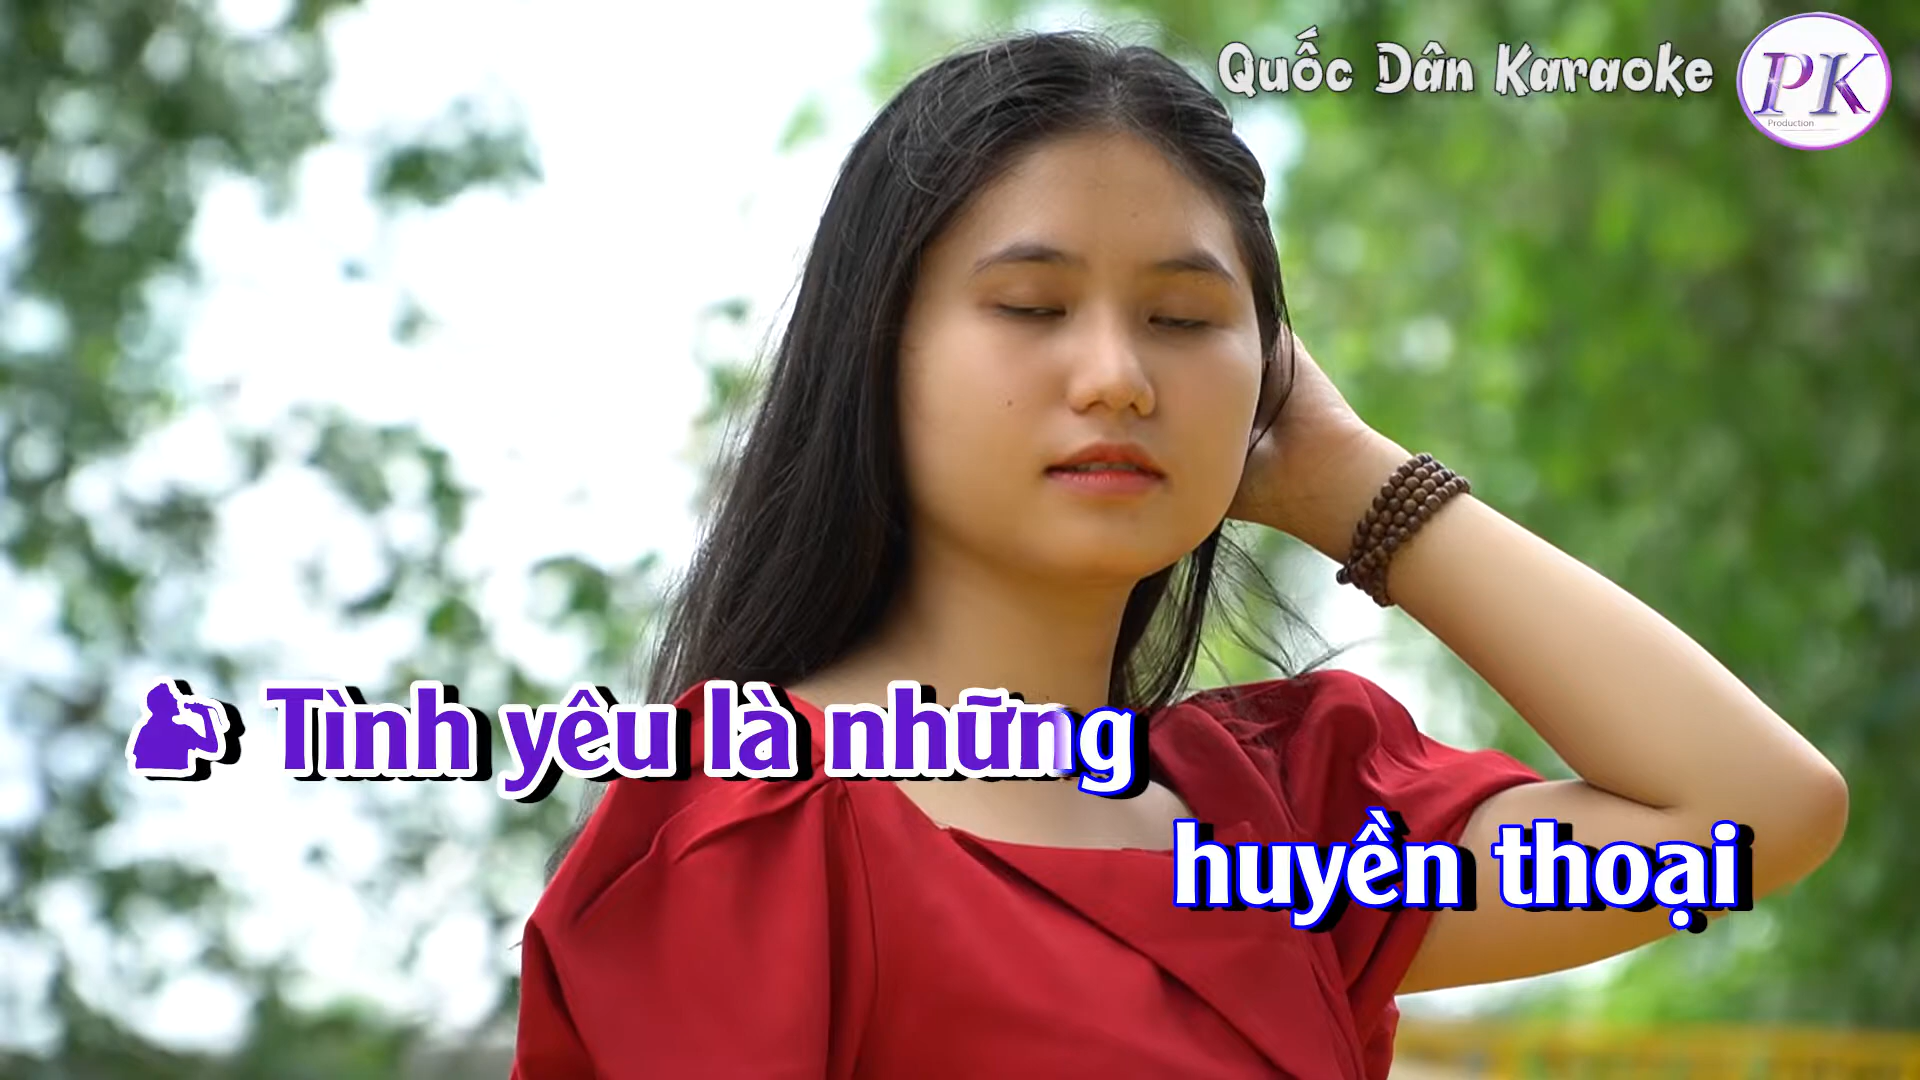 Quốc Dân Karaoke
PK
Production
Tình yêu là những
huyền thoại